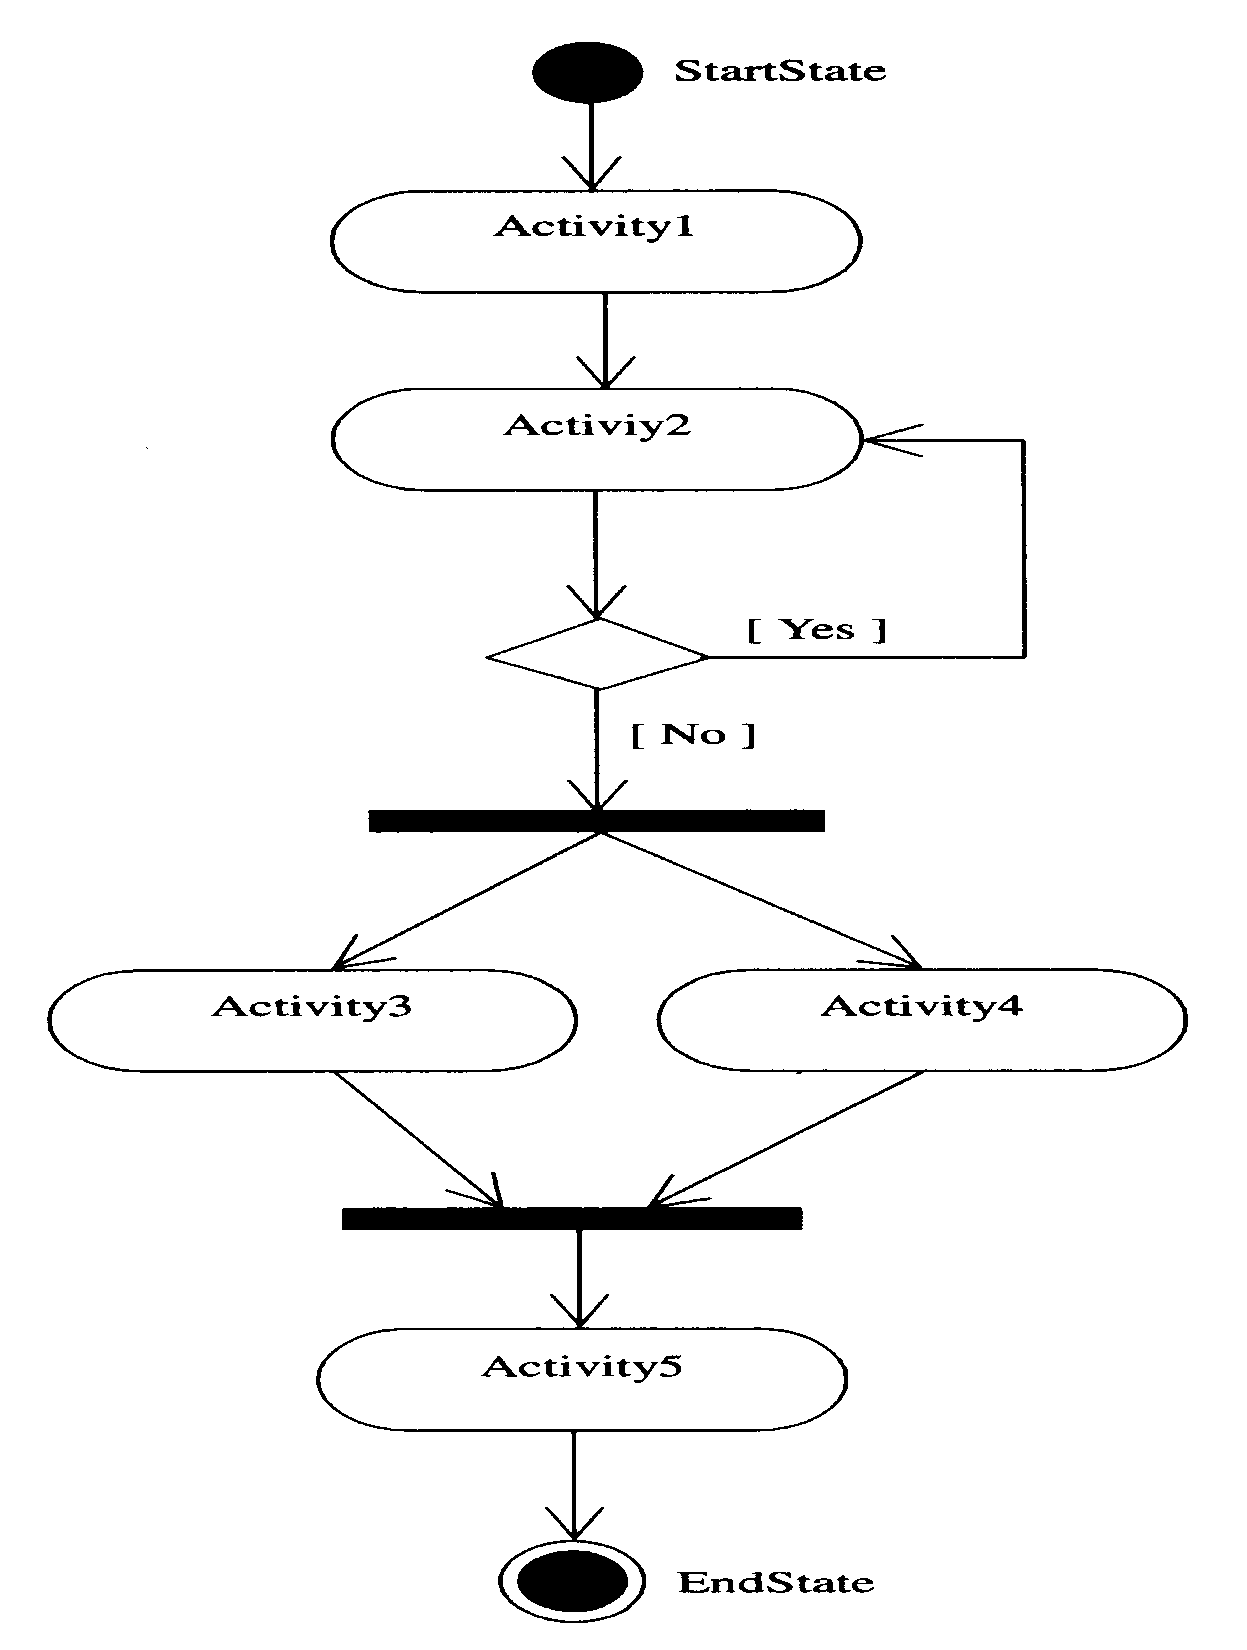 StartState
Activity1
Activiy2
[ Yes ]
[ No ]
Activity3
Activity4
Activity5
EndState